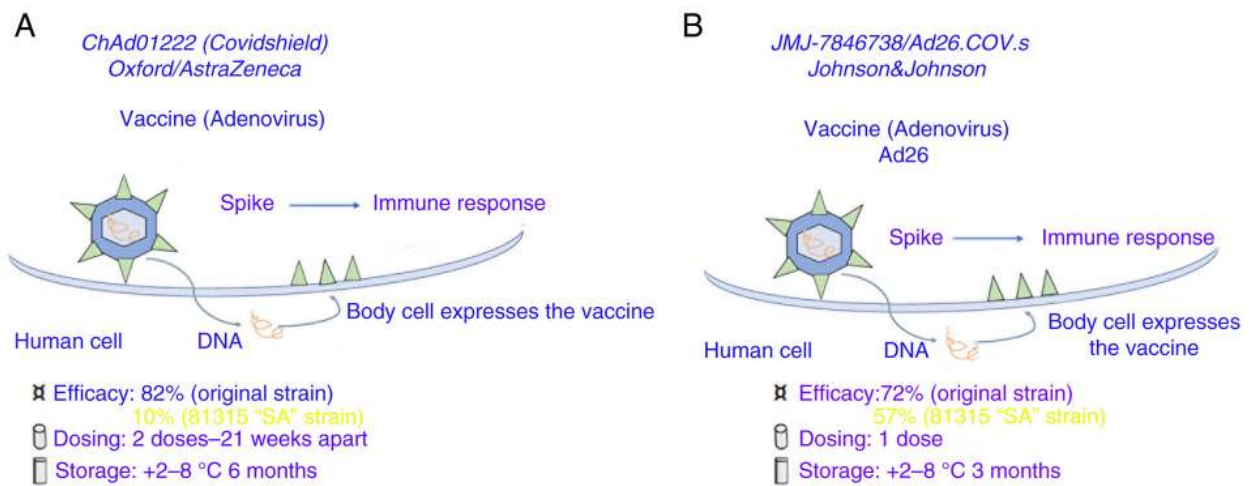 A
ChAd01222 (Covidshield)
Oxford/AstraZeneca
Vaccine (Adenovirus)
Spike
Immune response
Body cell expresses the vaccine
Human cell
DNA
Efficacy: 82% (original strain)
10% (81315 “SA” strain)
Dosing: 2 doses–21 weeks apart
Storage: +2–8 °C 6 months
B
JMJ-7846738/Ad26.COV.s
Johnson&Johnson
Vaccine (Adenovirus)
Ad26
Spike
Immune response
Body cell expresses
the vaccine
Human cell
DNA
Efficacy:72% (original strain)
57% (81315 “SA” strain)
Dosing: 1 dose
Storage: +2–8 °C 3 months